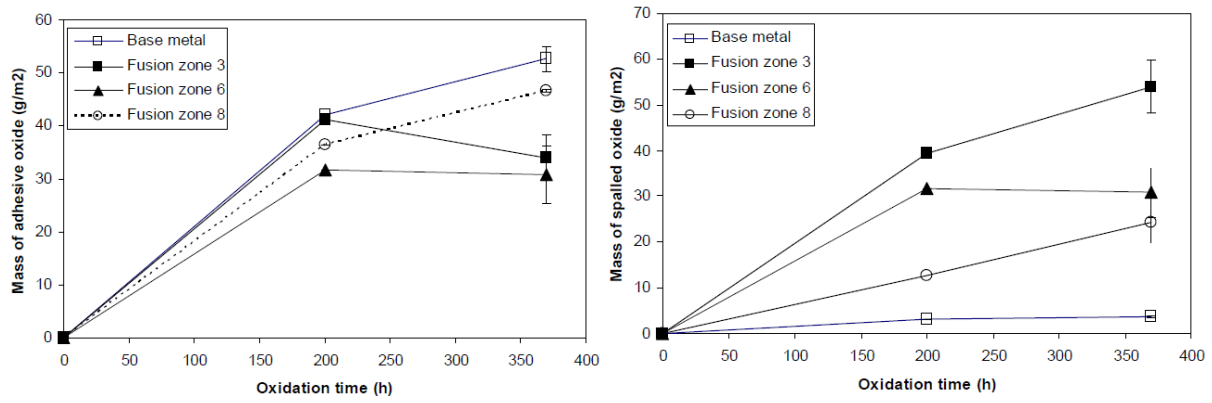 60
50
40
30
20
10
0
Mass of adhesive oxide (g/m2)
Base metal
Fusion zone 3
Fusion zone 6
Fusion zone 8
0 50 100 150 200 250 300 350 400
Oxidation time (h)
70
60
50
40
30
20
10
0
Mass of spalled oxide (g/m2)
Base metal
Fusion zone 3
Fusion zone 6
Fusion zone 8
0 50 100 150 200 250 300 350 400
Oxidation time (h)